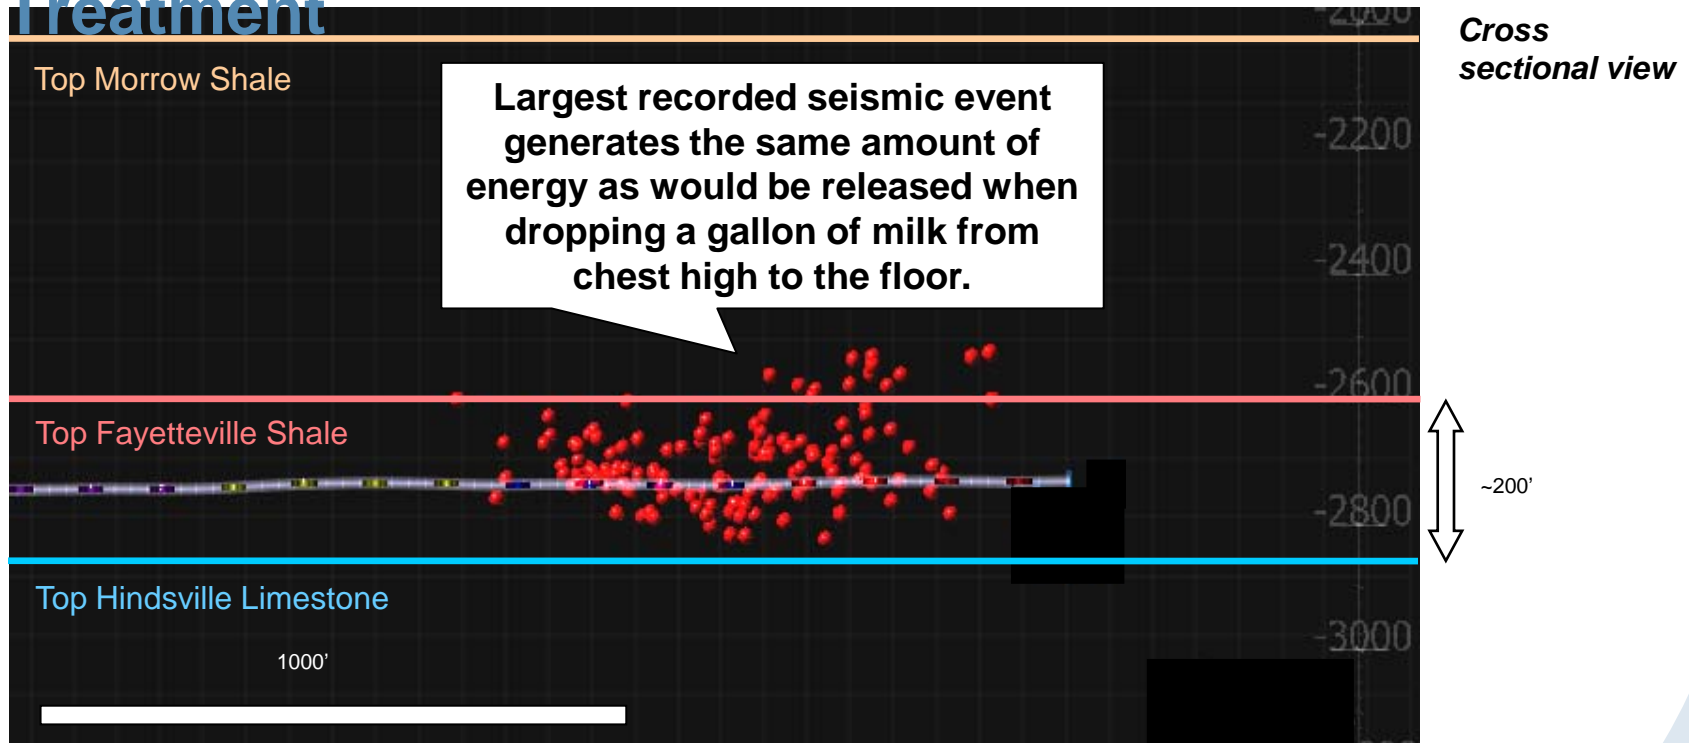 Treatment
-2000
Cross
sectional view
Top Morrow Shale
Largest recorded seismic event
generates the same amount of
energy as would be released when
dropping a gallon of milk from
chest high to the floor.
-2200
-2400
-2600
Top Fayetteville Shale
~200’
-2800
Top Hindsville Limestone
-3000
1000’